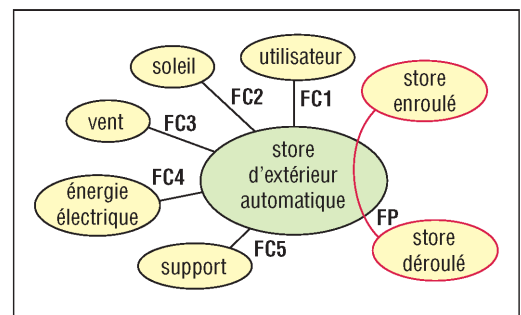 utilisateur
soleil
store
enroulé
FC2
FC1
vent
FC3
store
d'extérieur
automatique
énergie
électrique
FC4
FP
store
déroulé
FC5
support